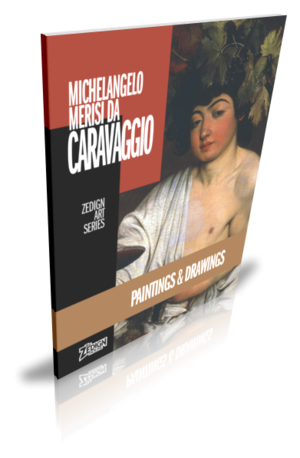 MICHELANGELO
MERISI DA
CARAVAGGIO
ZEDIGN
ART
SERIES
PAINTINGS & DRAWINGS
ZEDIGN